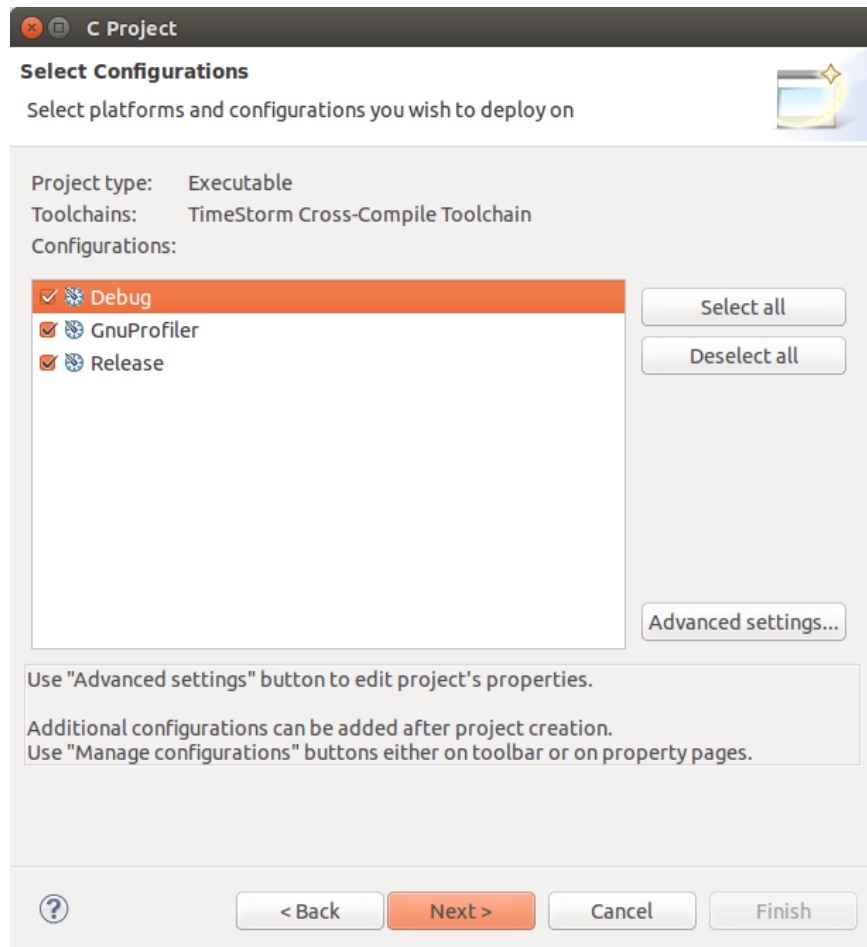 C Project
Select Configurations
Select platforms and configurations you wish to deploy on
Project type: Executable
Toolchains: TimeStorm Cross-Compile Toolchain
Configurations:
Debug
GnuProfiler
Release
Select all
Deselect all
Advanced settings...
Use "Advanced settings" button to edit project's properties.
Additional configurations can be added after project creation.
Use "Manage configurations" buttons either on toolbar or on property pages.
? < Back Next > Cancel Finish